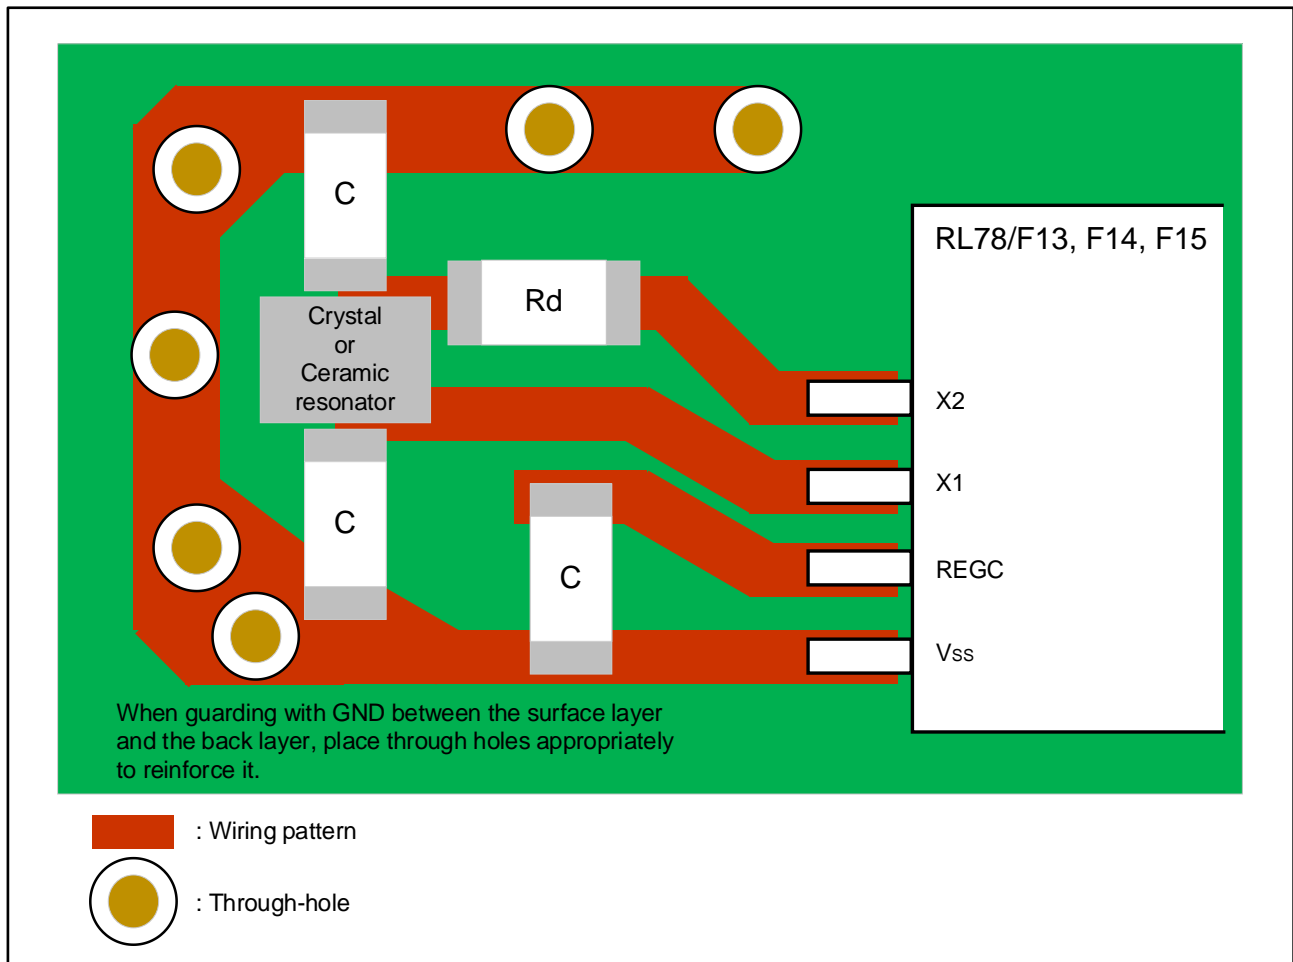 C
RL78/F13, F14, F15
Rd
Crystal
or
Ceramic
resonator
X2
X1
C
C
REGC
Vss
When guarding with GND between the surface layer
and the back layer, place through holes appropriately
to reinforce it.
: Wiring pattern
: Through-hole